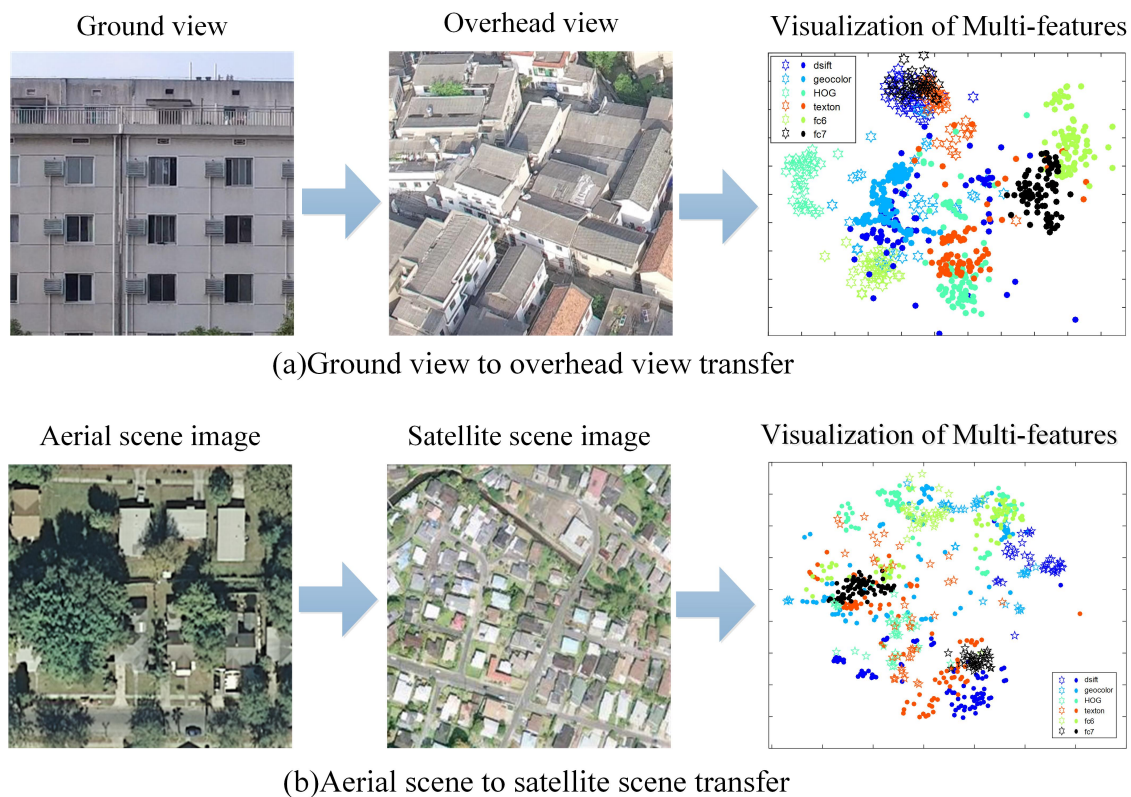 Ground view
Overhead view
Visualization of Multi-features
dsift
geocolor
HOG
texton
fc6
fc7
(a)Ground view to overhead view transfer
Aerial scene image
Satellite scene image
Visualization of Multi-features
dsift
geocolor
HOG
texton
fc6
fc7
(b)Aerial scene to satellite scene transfer